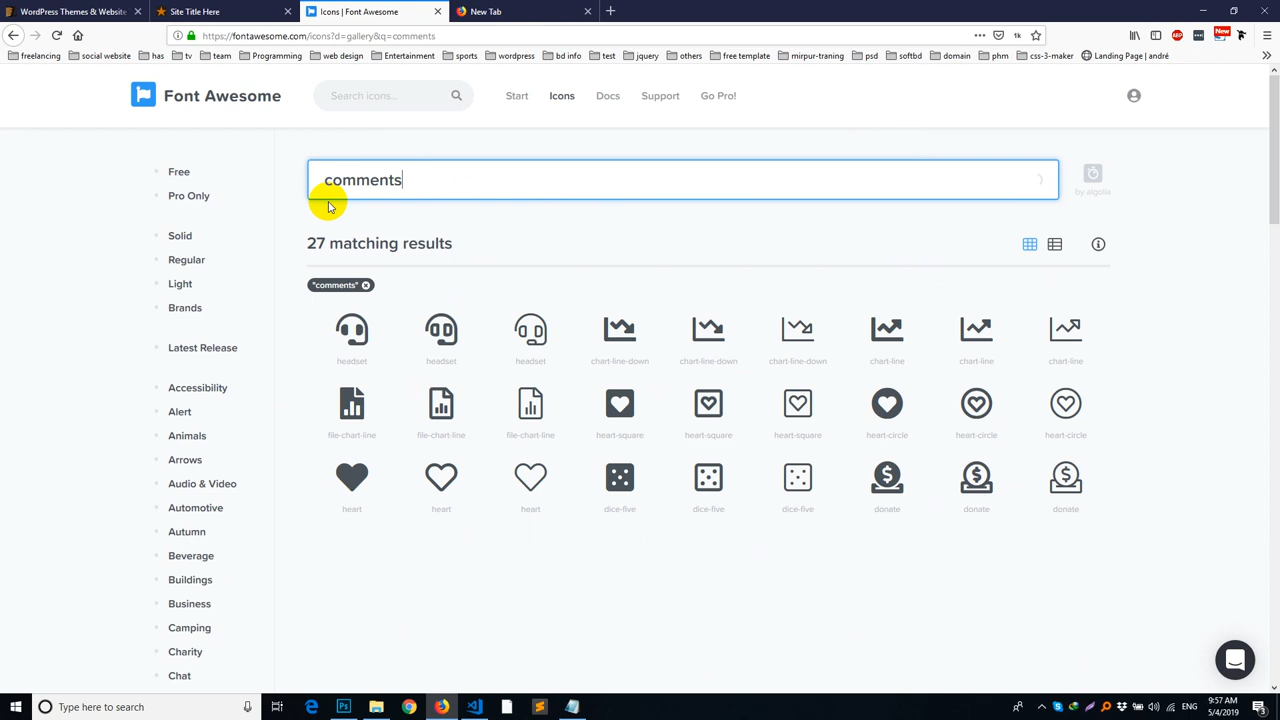 WordPress Themes & Website
Site Title Here
Icons | Font Awesome
New Tab
https://fontawesome.com/icons?d=gallery&q=comments
1k
New
ABP
freelancing
social website
has
tv
team
Programming
web design
Entertainment
sports
wordpress
bd info
test
jquery
others
free template
mirpur-traning
psd
softbd
domain
phm
css-3-maker
Landing Page | andré
Font Awesome
Search icons...
Start
Icons
Docs
Support
Go Pro!
comments
by algolia
27 matching results
"comments"
Free
Pro Only
Solid
Regular
Light
Brands
Latest Release
Accessibility
Alert
Animals
Arrows
Audio & Video
Automotive
Autumn
Beverage
Buildings
Business
Camping
Charity
Chat
headset headset headset chart-line-down chart-line-down chart-line-down chart-line chart-line chart-line
file-chart-line file-chart-line file-chart-line heart-square heart-square heart-square heart-circle heart-circle heart-circle
heart heart heart dice-five dice-five dice-five donate donate donate
Type here to search
ENG
9:57 AM
5/4/2019
3